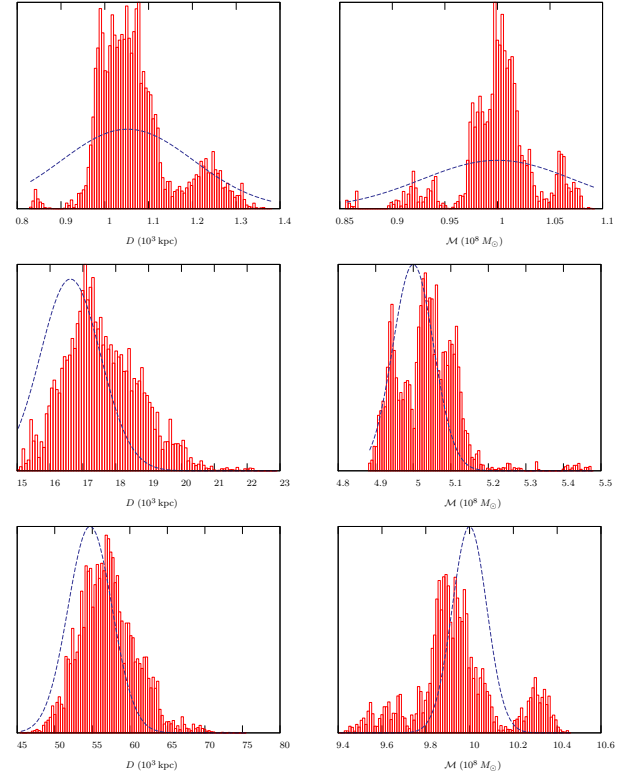 0.8 0.9 1 1.1 1.2 1.3 1.4
D (10³ kpc)
0.85 0.9 0.95 1 1.05 1.1
ℳ (10⁸ M⊙)
15 16 17 18 19 20 21 22 23
D (10³ kpc)
4.8 4.9 5 5.1 5.2 5.3 5.4 5.5
ℳ (10⁸ M⊙)
45 50 55 60 65 70 75 80
D (10³ kpc)
9.4 9.6 9.8 10 10.2 10.4 10.6
ℳ (10⁸ M⊙)